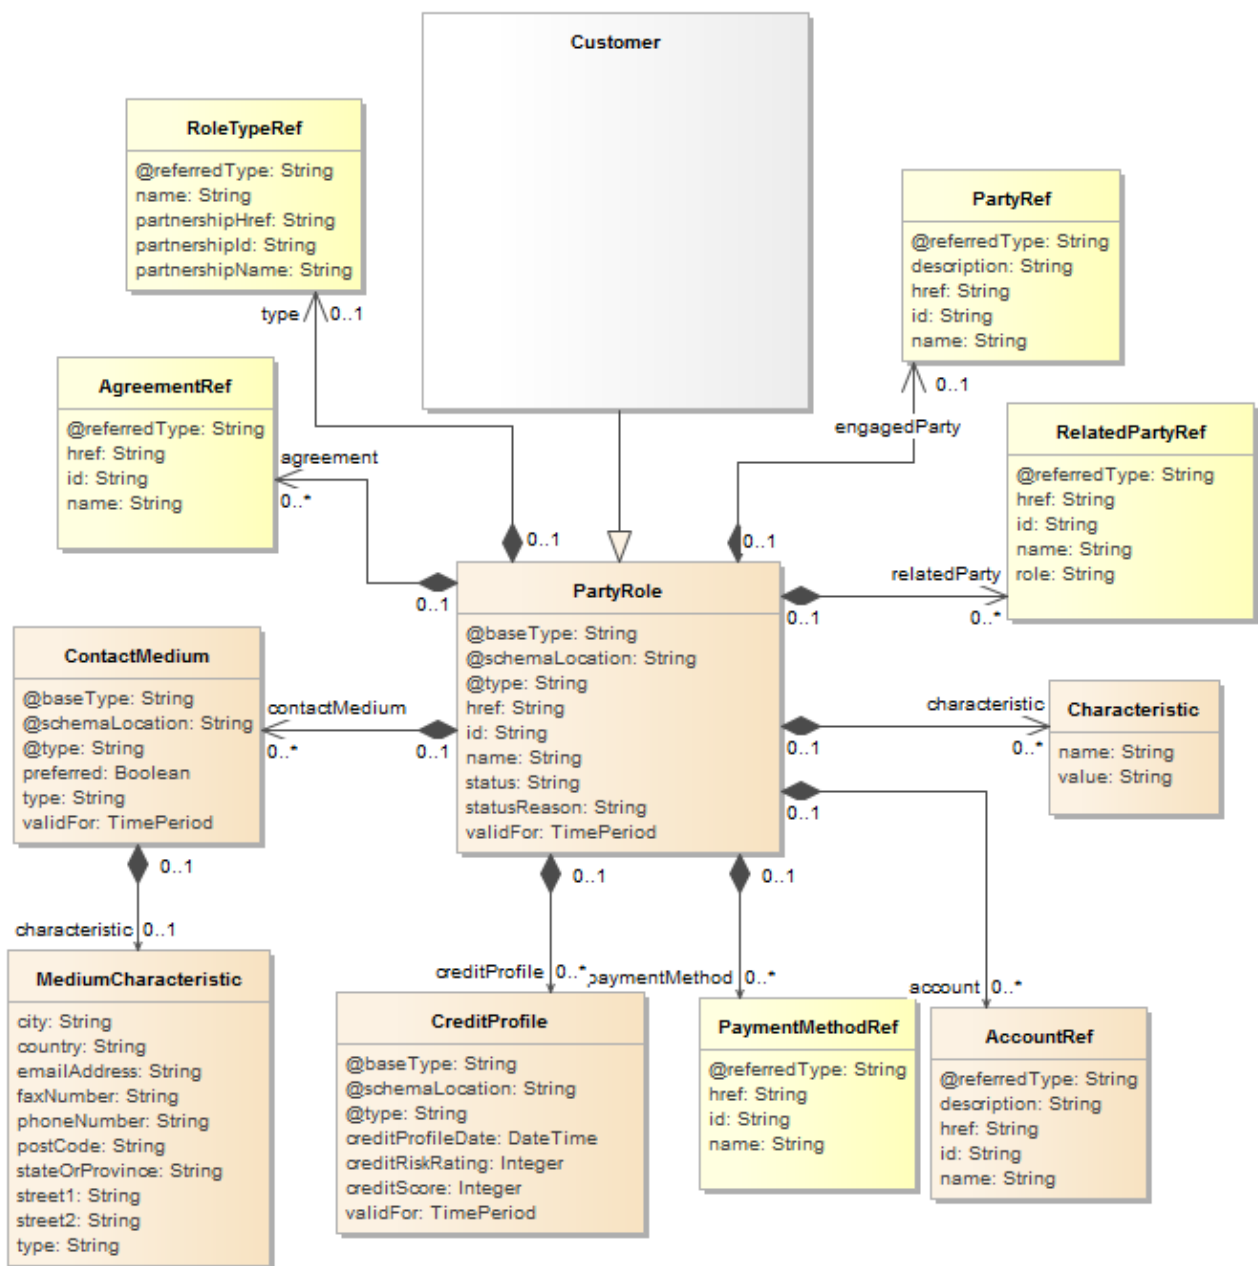 Customer
RoleTypeRef
@referredType: String
name: String
partnershipHref: String
partnershipId: String
partnershipName: String
type
0..1
PartyRef
@referredType: String
description: String
href: String
id: String
name: String
0..1
engagedParty
AgreementRef
@referredType: String
href: String
id: String
name: String
agreement
0..*
RelatedPartyRef
@referredType: String
href: String
id: String
name: String
role: String
0..1
0..1
relatedParty
0..1
0..1
0..*
PartyRole
@baseType: String
@schemaLocation: String
@type: String
href: String
id: String
name: String
status: String
statusReason: String
validFor: TimePeriod
ContactMedium
@baseType: String
@schemaLocation: String
@type: String
preferred: Boolean
type: String
validFor: TimePeriod
contactMedium
0..*
0..1
characteristic
0..1
0..*
Characteristic
name: String
value: String
0..1
0..1
0..1
0..1
characteristic
0..1
MediumCharacteristic
city: String
country: String
emailAddress: String
faxNumber: String
phoneNumber: String
postCode: String
stateOrProvince: String
street1: String
street2: String
type: String
creditProfile
0..*
CreditProfile
@baseType: String
@schemaLocation: String
@type: String
creditProfileDate: DateTime
creditRiskRating: Integer
creditScore: Integer
validFor: TimePeriod
paymentMethod
0..*
PaymentMethodRef
@referredType: String
href: String
id: String
name: String
account
0..*
AccountRef
@referredType: String
description: String
href: String
id: String
name: String